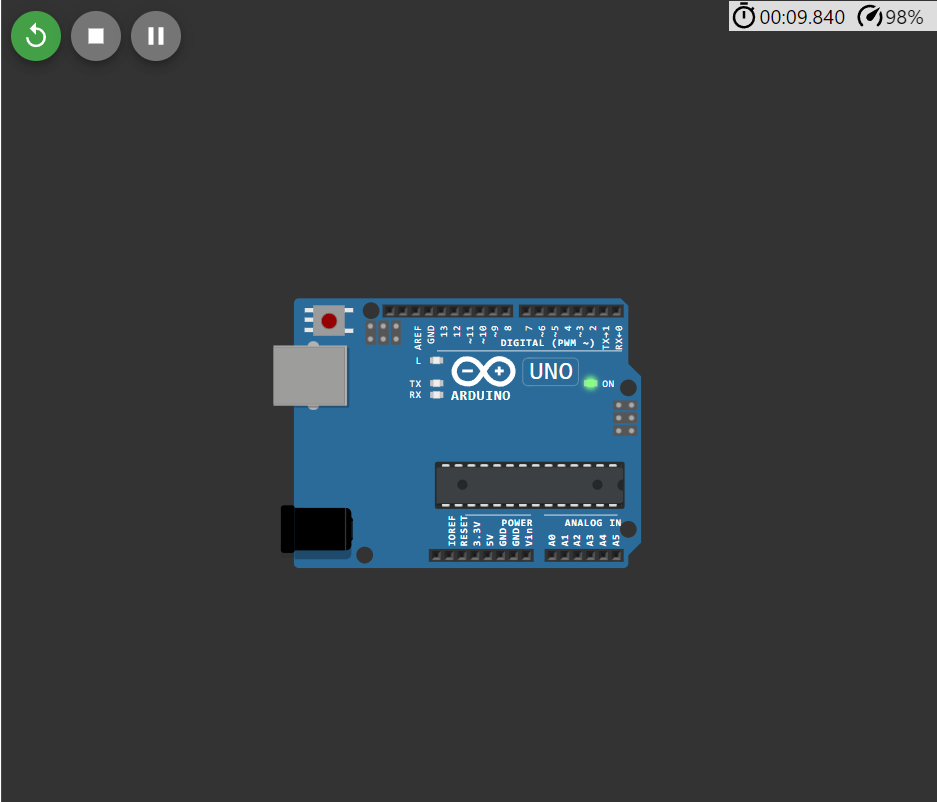 00:09.840 98%
AREF
GND
13
12
~11
~10
~9
8
7
~6
~5
4
~3
2
TX→1
RX←0
DIGITAL (PWM ~)
L
TX
RX
UNO
ON
ARDUINO
IOREF
RESET
3.3V
5V
GND
GND
Vin
POWER
ANALOG IN
A0
A1
A2
A3
A4
A5